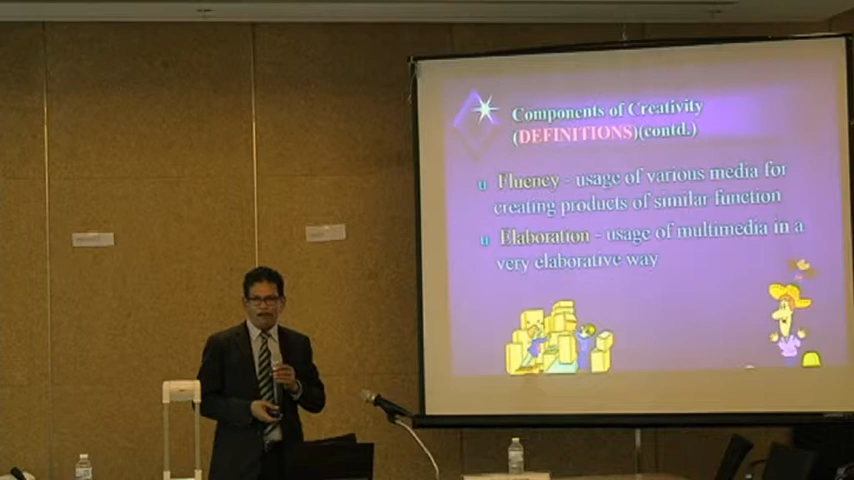 Components of Creativity
(DEFINITIONS)(contd.)
Fluency - usage of various media for
creating products of similar function
Elaboration - usage of multimedia in a
very elaborative way